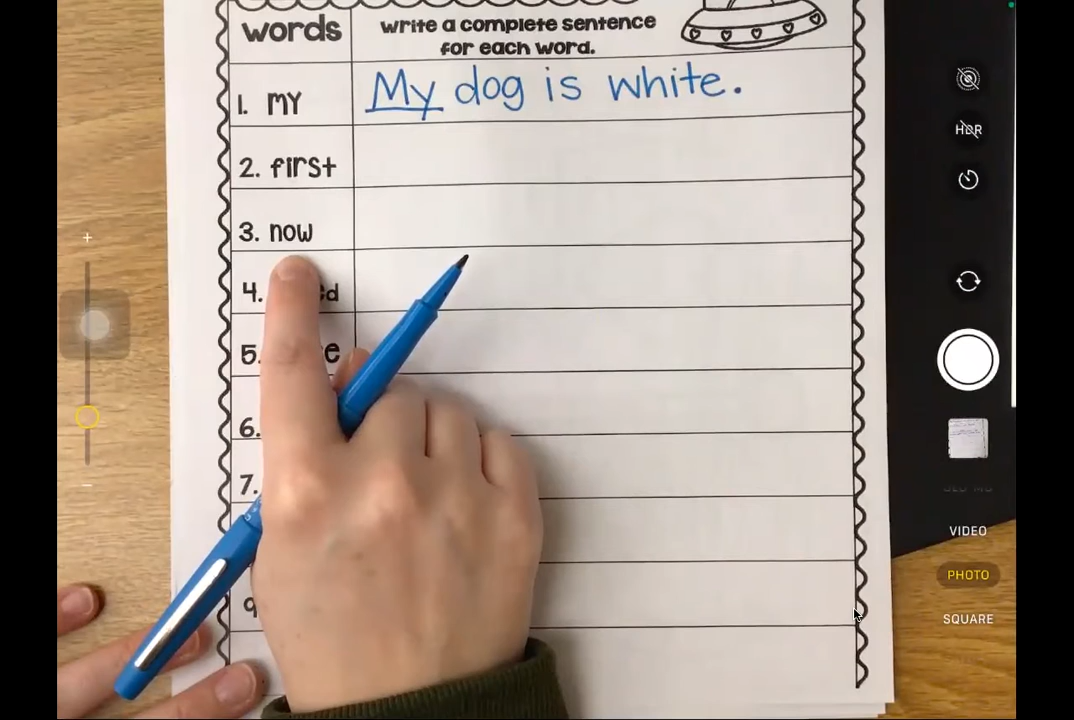 words
write a complete sentence
for each word.
1. my My dog is white.
2. first
3. now
4.
5.
6.
7.
HDR
VIDEO
PHOTO
SQUARE